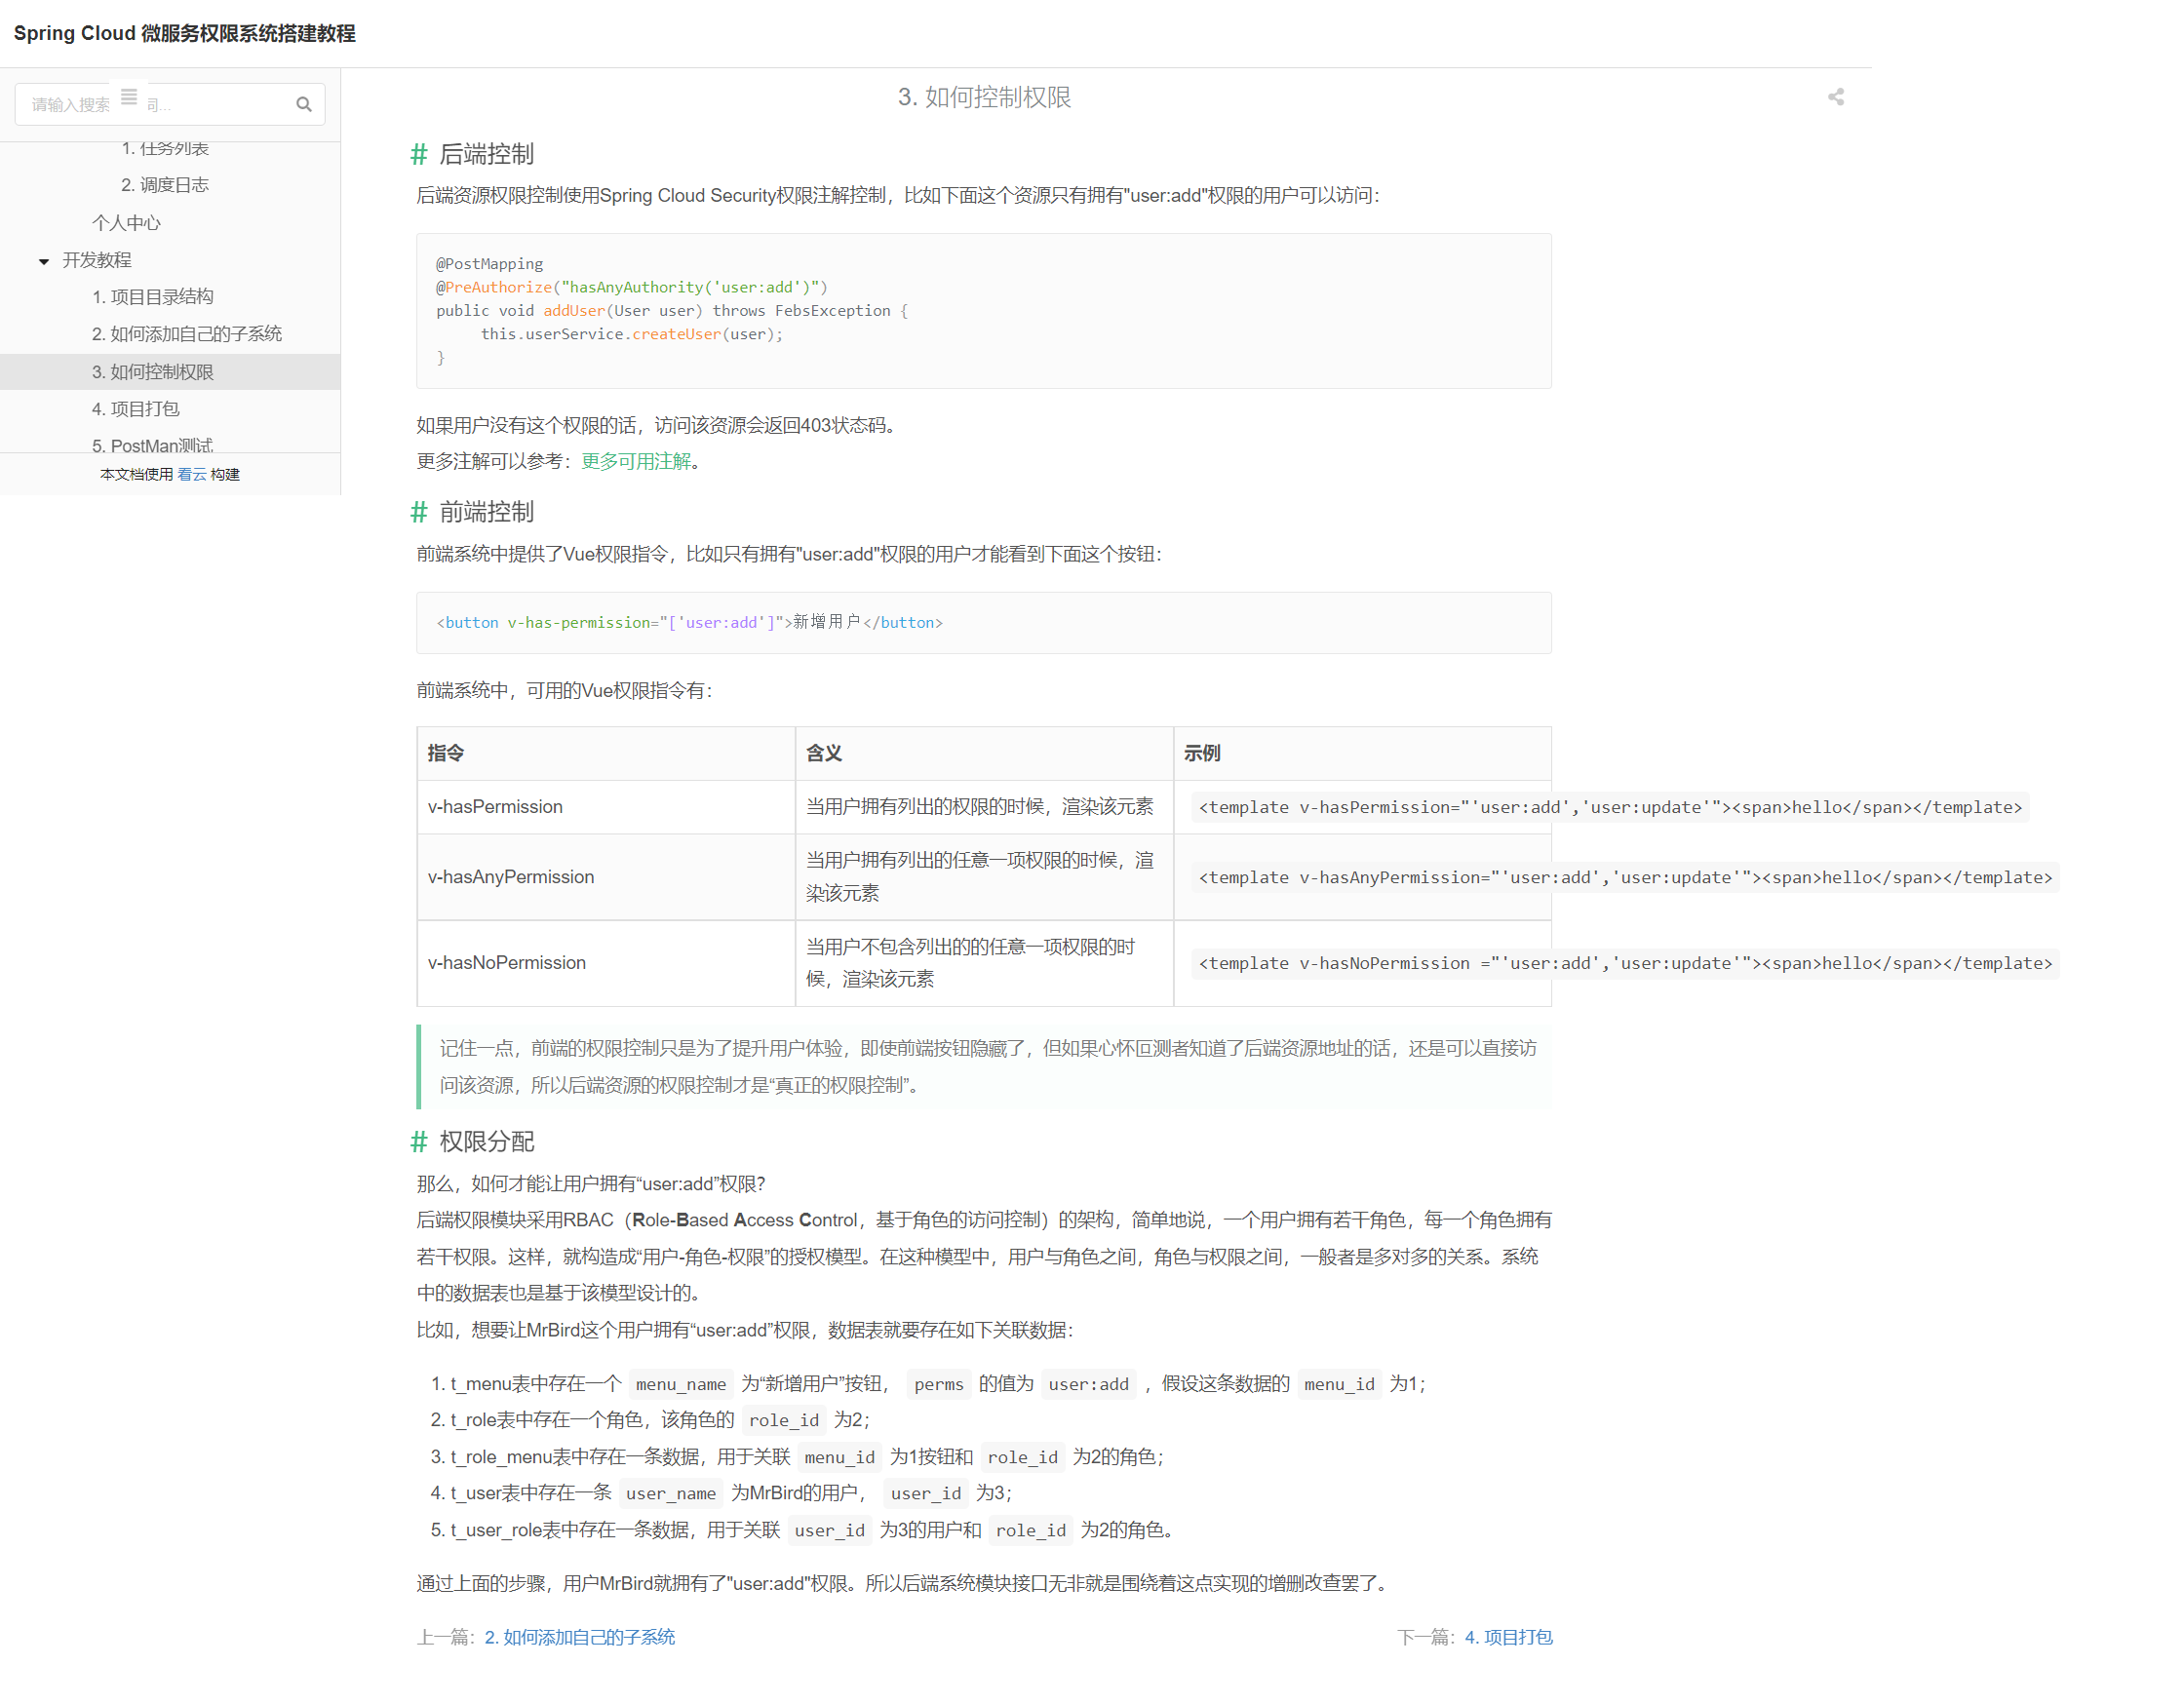 Spring Cloud 微服务权限系统搭建教程
请输入搜索 词...
1. 任务列表
2. 调度日志
个人中心
开发教程
1. 项目目录结构
2. 如何添加自己的子系统
3. 如何控制权限
4. 项目打包
5. PostMan测试
本文档使用 看云 构建
3. 如何控制权限
# 后端控制
后端资源权限控制使用Spring Cloud Security权限注解控制，比如下面这个资源只有拥有"user:add"权限的用户可以访问：
@PostMapping
@PreAuthorize("hasAnyAuthority('user:add')")
public void addUser(User user) throws FebsException {
this.userService.createUser(user);
}
如果用户没有这个权限的话，访问该资源会返回403状态码。
更多注解可以参考：更多可用注解。
# 前端控制
前端系统中提供了Vue权限指令，比如只有拥有"user:add"权限的用户才能看到下面这个按钮：
<button v-has-permission="['user:add']">新增用户</button>
前端系统中，可用的Vue权限指令有：
指令 含义 示例
v-hasPermission 当用户拥有列出的权限的时候，渲染该元素 <template v-hasPermission="'user:add','user:update'"><span>hello</span></template>
v-hasAnyPermission 当用户拥有列出的任意一项权限的时候，渲
染该元素 <template v-hasAnyPermission="'user:add','user:update'"><span>hello</span></template>
v-hasNoPermission 当用户不包含列出的的任意一项权限的时
候，渲染该元素 <template v-hasNoPermission ="'user:add','user:update'"><span>hello</span></template>
记住一点，前端的权限控制只是为了提升用户体验，即使前端按钮隐藏了，但如果心怀叵测者知道了后端资源地址的话，还是可以直接访
问该资源，所以后端资源的权限控制才是“真正的权限控制”。
# 权限分配
那么，如何才能让用户拥有“user:add”权限？
后端权限模块采用RBAC（Role-Based Access Control，基于角色的访问控制）的架构，简单地说，一个用户拥有若干角色，每一个角色拥有
若干权限。这样，就构造成“用户-角色-权限”的授权模型。在这种模型中，用户与角色之间，角色与权限之间，一般者是多对多的关系。系统
中的数据表也是基于该模型设计的。
比如，想要让MrBird这个用户拥有“user:add”权限，数据表就要存在如下关联数据：
1. t_menu表中存在一个 menu_name 为“新增用户”按钮， perms 的值为 user:add ，假设这条数据的 menu_id 为1；
2. t_role表中存在一个角色，该角色的 role_id 为2；
3. t_role_menu表中存在一条数据，用于关联 menu_id 为1按钮和 role_id 为2的角色；
4. t_user表中存在一条 user_name 为MrBird的用户， user_id 为3；
5. t_user_role表中存在一条数据，用于关联 user_id 为3的用户和 role_id 为2的角色。
通过上面的步骤，用户MrBird就拥有了"user:add"权限。所以后端系统模块接口无非就是围绕着这点实现的增删改查罢了。
上一篇：2. 如何添加自己的子系统 下一篇：4. 项目打包